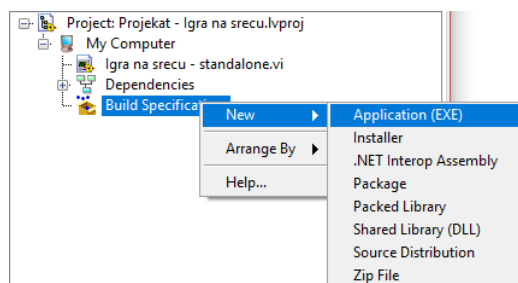 Project: Projekat - Igra na srecu.lvproj
My Computer
Igra na srecu - standalone.vi
Dependencies
Build Specificati
New
Application (EXE)
Installer
Arrange By
.NET Interop Assembly
Help...
Package
Packed Library
Shared Library (DLL)
Source Distribution
Zip File